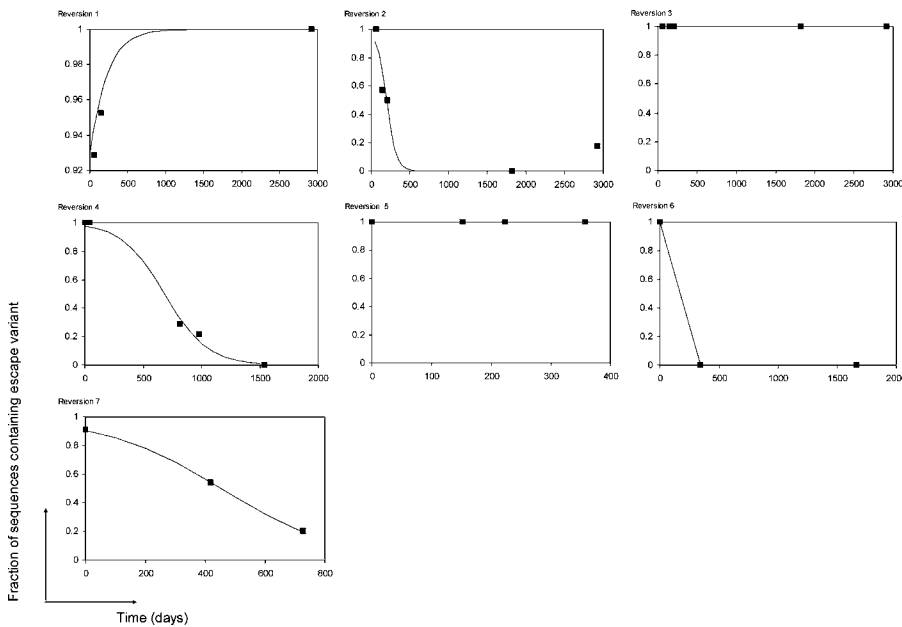 Reversion 1
1
0.98
0.96
0.94
0.92
0 500 1000 1500 2000 2500 3000
Reversion 2
1
0.8
0.6
0.4
0.2
0
0 500 1000 1500 2000 2500 3000
Reversion 3
1
0.8
0.6
0.4
0.2
0
0 500 1000 1500 2000 2500 3000
Reversion 4
1
0.8
0.6
0.4
0.2
0
0 500 1000 1500 2000
Reversion 5
1
0.8
0.6
0.4
0.2
0
0 100 200 300 400
Reversion 6
1
0.8
0.6
0.4
0.2
0
0 500 1000 1500 2000
Reversion 7
1
0.8
0.6
0.4
0.2
0
0 200 400 600 800
Fraction of sequences containing escape variant
Time (days)